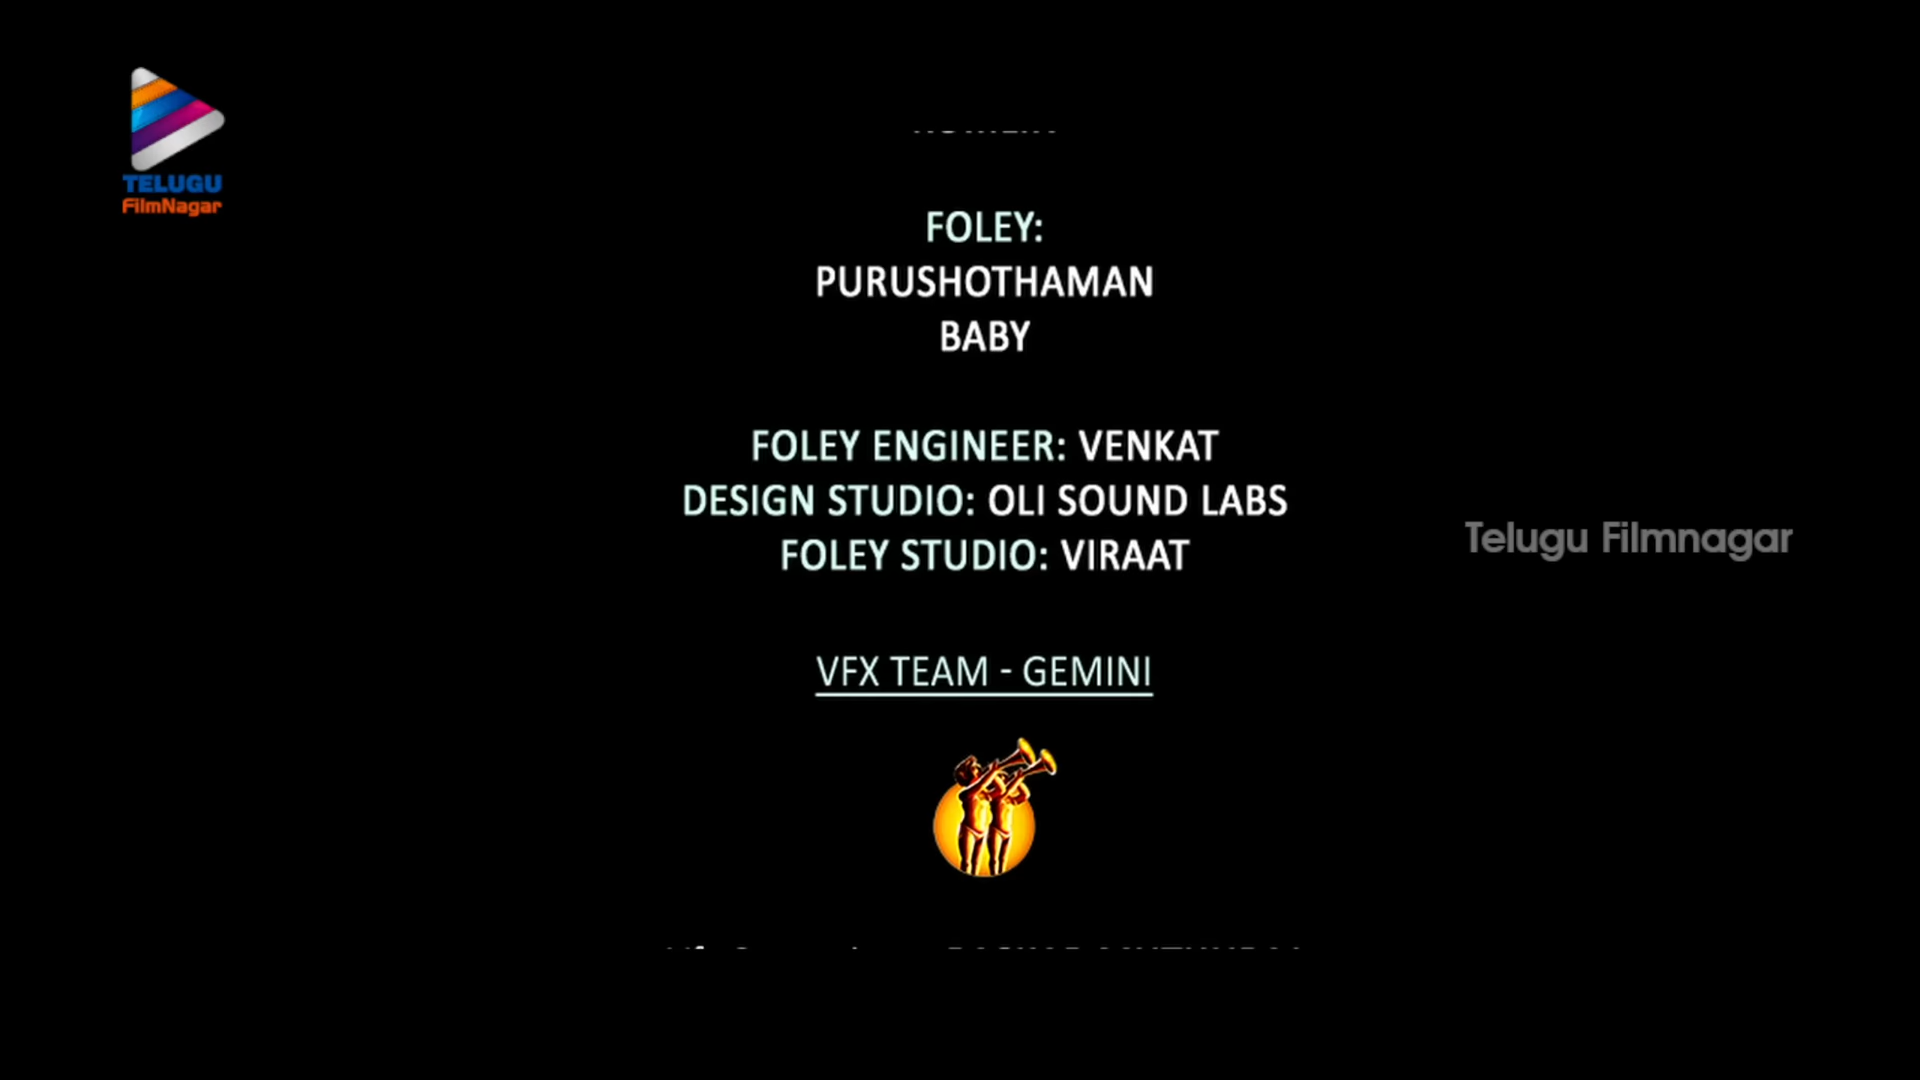 TELUGU
FilmNagar
FOLEY:
PURUSHOTHAMAN
BABY
FOLEY ENGINEER: VENKAT
DESIGN STUDIO: OLI SOUND LABS
FOLEY STUDIO: VIRAAT
Telugu Filmnagar
VFX TEAM - GEMINI